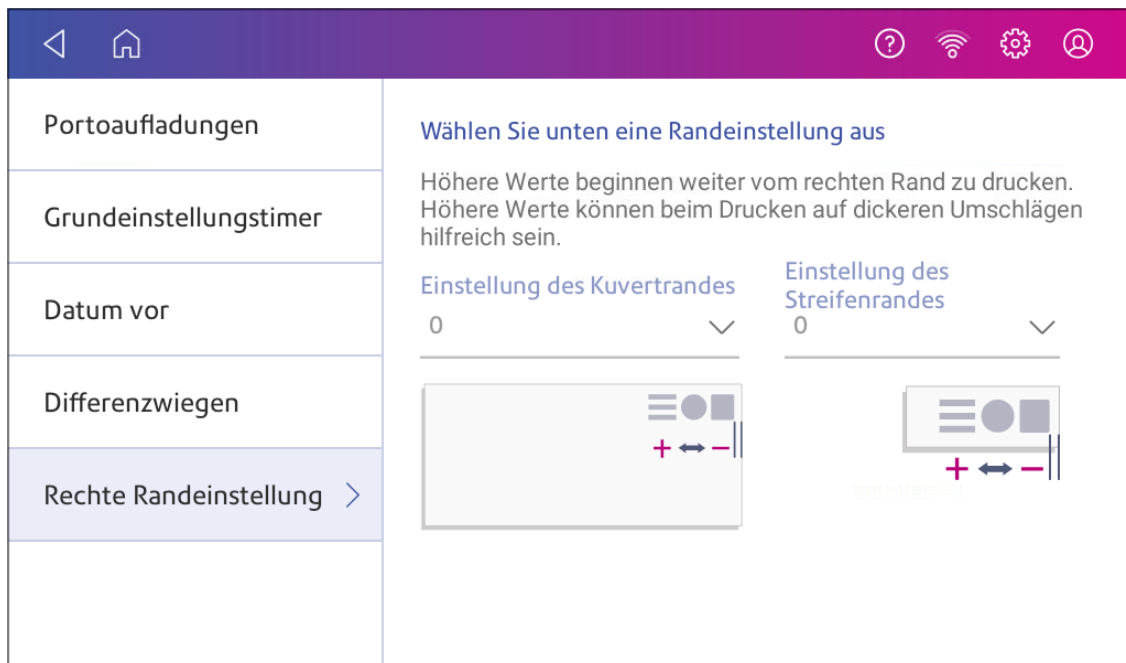 Portoaufladungen
Grundeinstellungstimer
Datum vor
Differenzwiegen
Rechte Randeinstellung
Wählen Sie unten eine Randeinstellung aus
Höhere Werte beginnen weiter vom rechten Rand zu drucken.
Höhere Werte können beim Drucken auf dickeren Umschlägen
hilfreich sein.
Einstellung des Kuvertrandes
0
Einstellung des
Streifenrandes
0